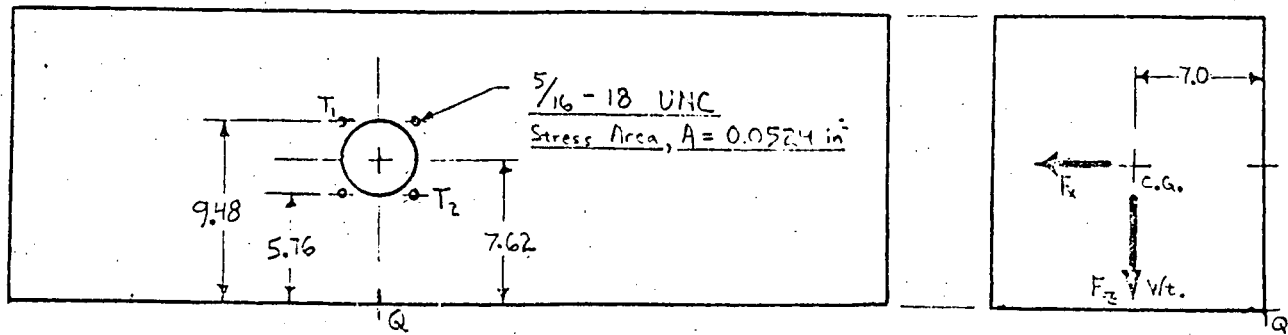 5/16 - 18 UNC
Stress Area, A = 0.0524 in²
T₁
T₂
9.48
5.76
7.62
Q
7.0
Fx
C.G.
Fz
Wt.
Q